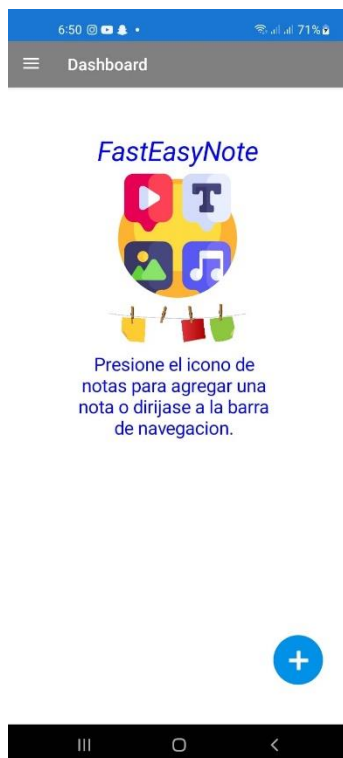 6:50 71%
Dashboard
FastEasyNote
T
Presione el icono de
notas para agregar una
nota o dirijase a la barra
de navegacion.